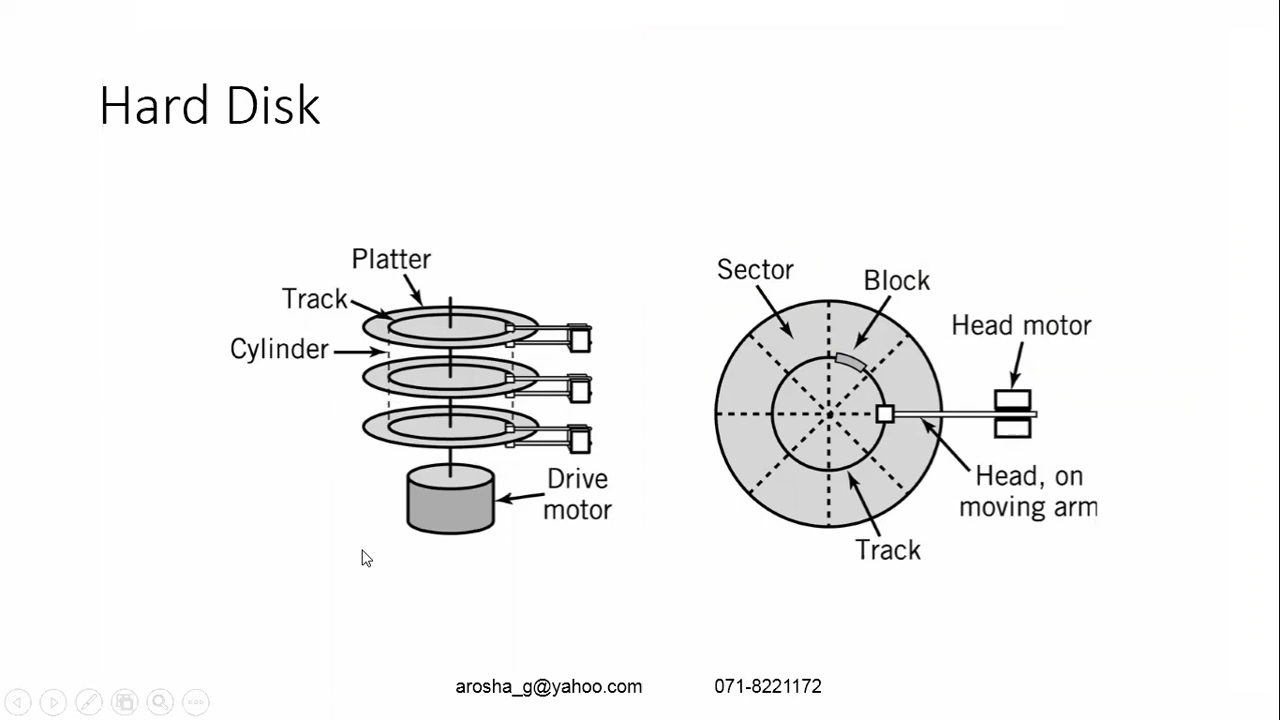 Hard Disk
Platter
Track
Cylinder
Drive
motor
Sector
Block
Head motor
Head, on
moving arm
Track
arosha_g@yahoo.com 071-8221172